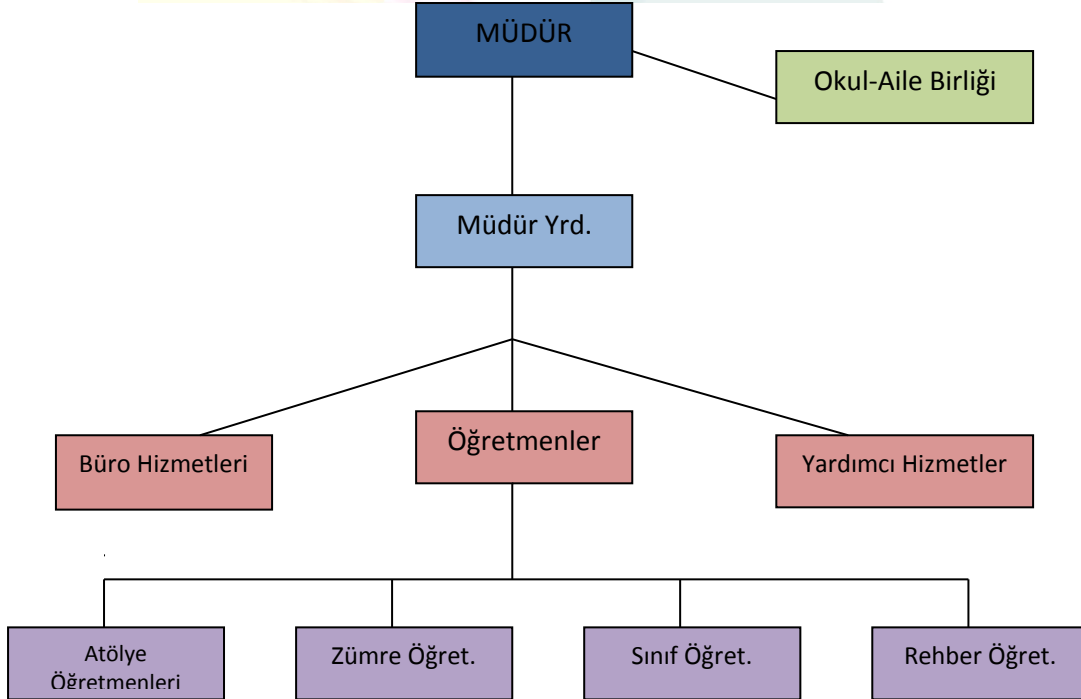 MÜDÜR
Okul-Aile Birliği
Müdür Yrd.
Büro Hizmetleri
Öğretmenler
Yardımcı Hizmetler
Atölye
Öğretmenleri
Zümre Öğret.
Sınıf Öğret.
Rehber Öğret.